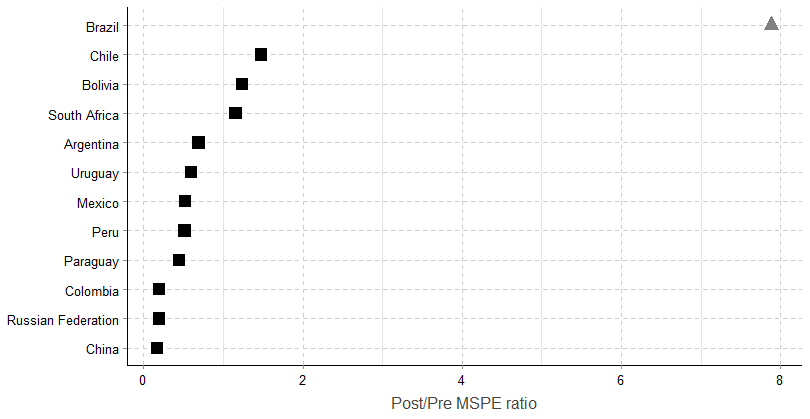 Brazil
Chile
Bolivia
South Africa
Argentina
Uruguay
Mexico
Peru
Paraguay
Colombia
Russian Federation
China
0 2 4 6 8
Post/Pre MSPE ratio